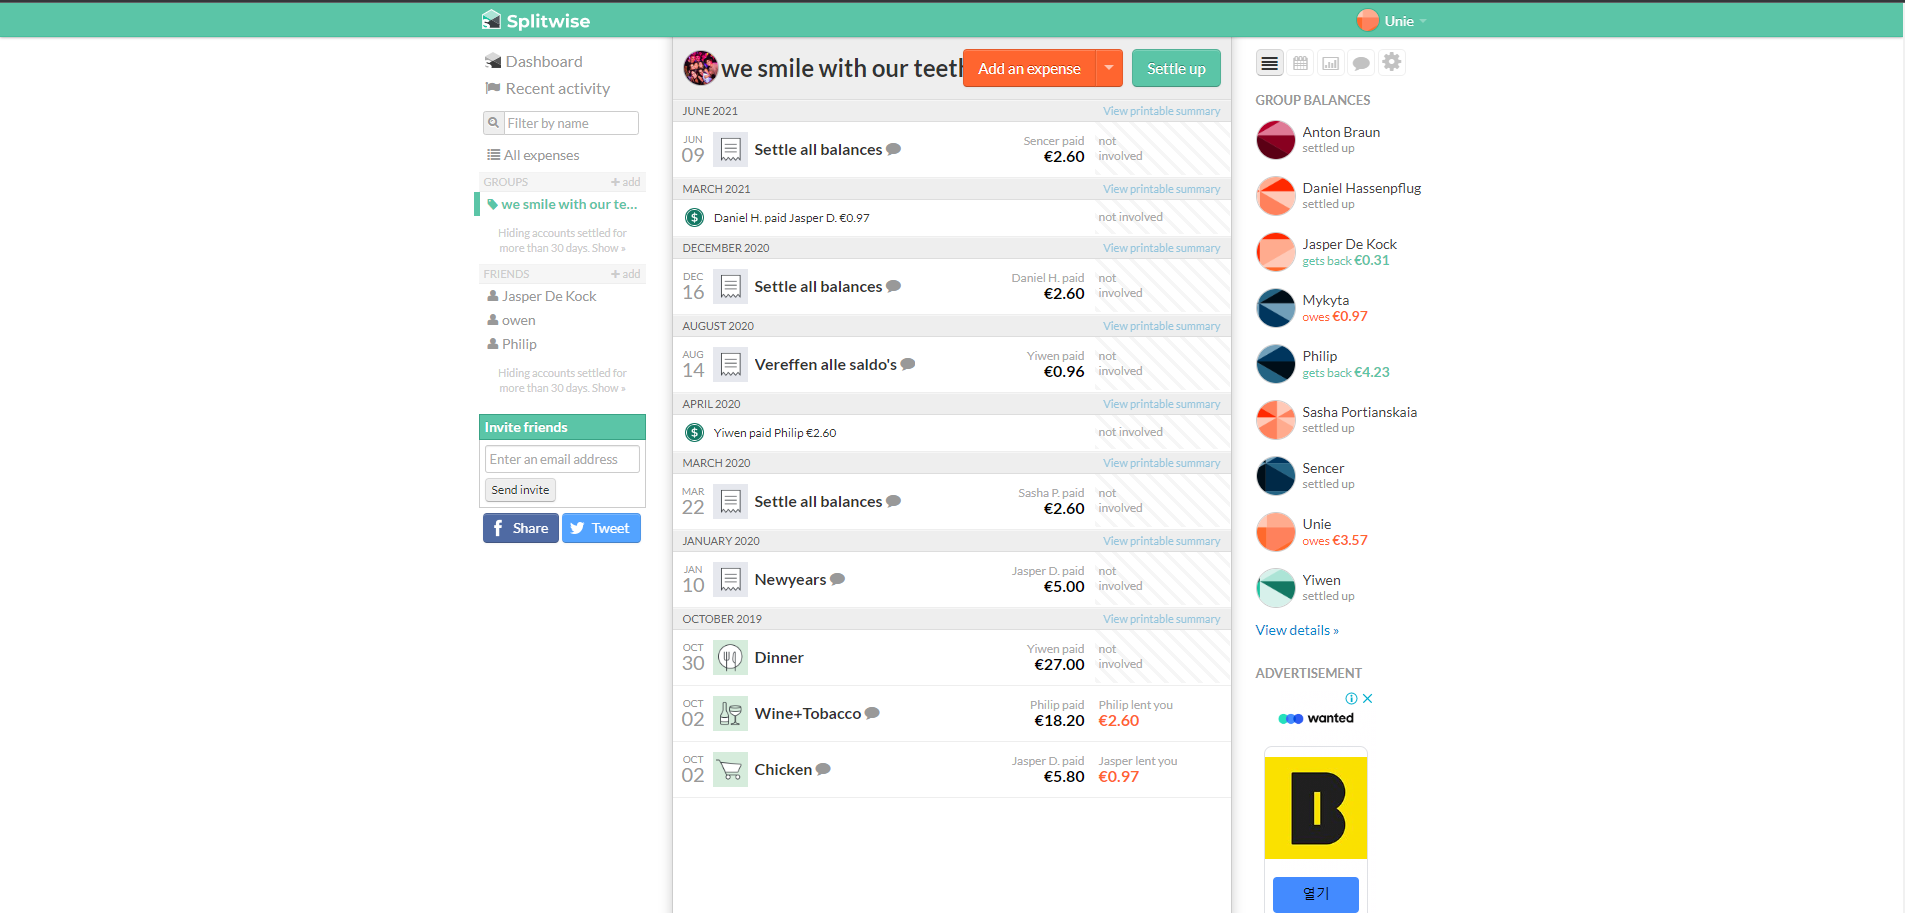 Splitwise
Unie
Dashboard
Recent activity
Filter by name
All expenses
GROUPS
+ add
we smile with our te...
Hiding accounts settled for
more than 30 days. Show »
FRIENDS
+ add
Jasper De Kock
owen
Philip
Hiding accounts settled for
more than 30 days. Show »
Invite friends
Enter an email address
Send invite
Share
Tweet
we smile with our teeth
Add an expense
Settle up
JUNE 2021
View printable summary
JUN
09
Settle all balances
Sencer paid
€2.60
not
involved
MARCH 2021
View printable summary
$
Daniel H. paid Jasper D. €0.97
not involved
DECEMBER 2020
View printable summary
DEC
16
Settle all balances
Daniel H. paid
€2.60
not
involved
AUGUST 2020
View printable summary
AUG
14
Vereffen alle saldo's
Yiwen paid
€0.96
not
involved
APRIL 2020
View printable summary
$
Yiwen paid Philip €2.60
not involved
MARCH 2020
View printable summary
MAR
22
Settle all balances
Sasha P. paid
€2.60
not
involved
JANUARY 2020
View printable summary
JAN
10
Newyears
Jasper D. paid
€5.00
not
involved
OCTOBER 2019
View printable summary
OCT
30
Dinner
Yiwen paid
€27.00
not
involved
OCT
02
Wine+Tobacco
Philip paid
€18.20
Philip lent you
€2.60
OCT
02
Chicken
Jasper D. paid
€5.80
Jasper lent you
€0.97
GROUP BALANCES
Anton Braun
settled up
Daniel Hassenpflug
settled up
Jasper De Kock
gets back €0.31
Mykyta
owes €0.97
Philip
gets back €4.23
Sasha Portianskaia
settled up
Sencer
settled up
Unie
owes €3.57
Yiwen
settled up
View details »
ADVERTISEMENT
wanted
B
열기